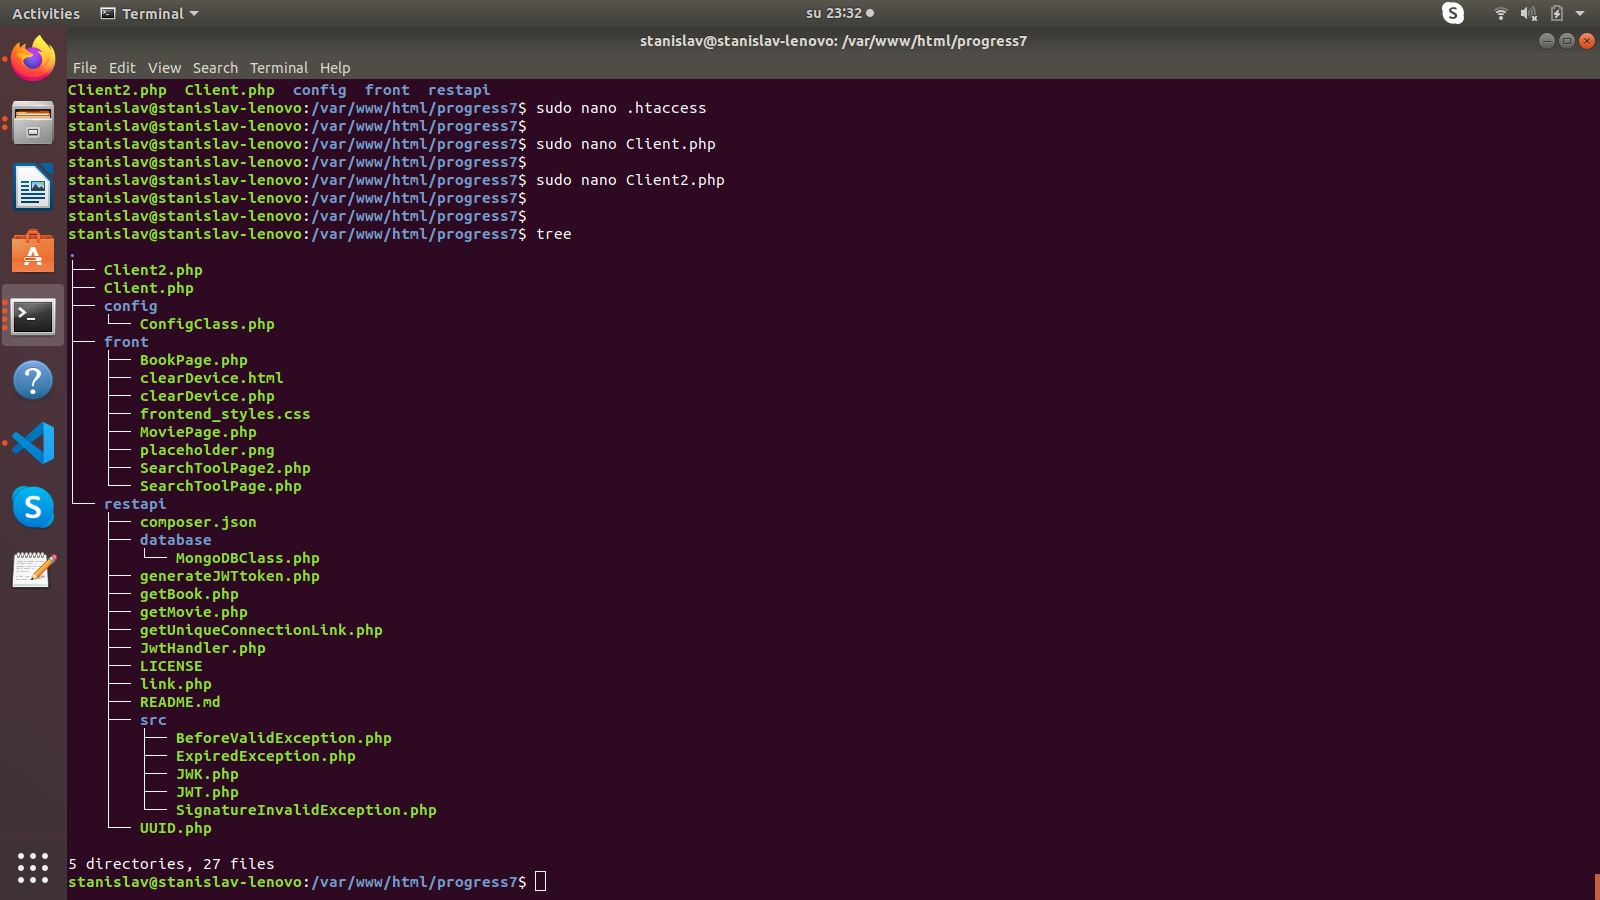 Activities Terminal su 23:32
stanislav@stanislav-lenovo: /var/www/html/progress7
File Edit View Search Terminal Help
Client2.php Client.php config front restapi
stanislav@stanislav-lenovo:/var/www/html/progress7$ sudo nano .htaccess
stanislav@stanislav-lenovo:/var/www/html/progress7$
stanislav@stanislav-lenovo:/var/www/html/progress7$ sudo nano Client.php
stanislav@stanislav-lenovo:/var/www/html/progress7$
stanislav@stanislav-lenovo:/var/www/html/progress7$ sudo nano Client2.php
stanislav@stanislav-lenovo:/var/www/html/progress7$
stanislav@stanislav-lenovo:/var/www/html/progress7$
stanislav@stanislav-lenovo:/var/www/html/progress7$ tree
.
├── Client2.php
├── Client.php
├── config
│   └── ConfigClass.php
├── front
│   ├── BookPage.php
│   ├── clearDevice.html
│   ├── clearDevice.php
│   ├── frontend_styles.css
│   ├── MoviePage.php
│   ├── placeholder.png
│   ├── SearchToolPage2.php
│   └── SearchToolPage.php
└── restapi
    ├── composer.json
    ├── database
    │   └── MongoDBClass.php
    ├── generateJWTtoken.php
    ├── getBook.php
    ├── getMovie.php
    ├── getUniqueConnectionLink.php
    ├── JwtHandler.php
    ├── LICENSE
    ├── link.php
    ├── README.md
    ├── src
    │   ├── BeforeValidException.php
    │   ├── ExpiredException.php
    │   ├── JWK.php
    │   ├── JWT.php
    │   └── SignatureInvalidException.php
    └── UUID.php
5 directories, 27 files
stanislav@stanislav-lenovo:/var/www/html/progress7$